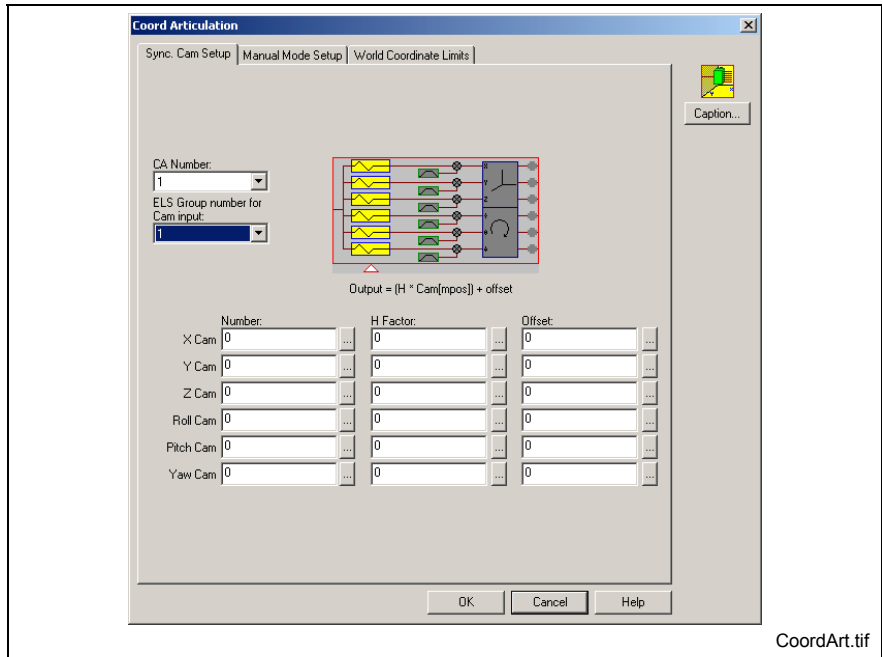 Coord Articulation
Sync. Cam Setup Manual Mode Setup World Coordinate Limits
Caption...
CA Number:
1
ELS Group number for
Cam input:
1
X
Y
Z
Output = (H * Cam[mpos]) + offset
Number: H Factor: Offset:
X Cam 0 ... 0 ... 0 ...
Y Cam 0 ... 0 ... 0 ...
Z Cam 0 ... 0 ... 0 ...
Roll Cam 0 ... 0 ... 0 ...
Pitch Cam 0 ... 0 ... 0 ...
Yaw Cam 0 ... 0 ... 0 ...
OK Cancel Help
CoordArt.tif